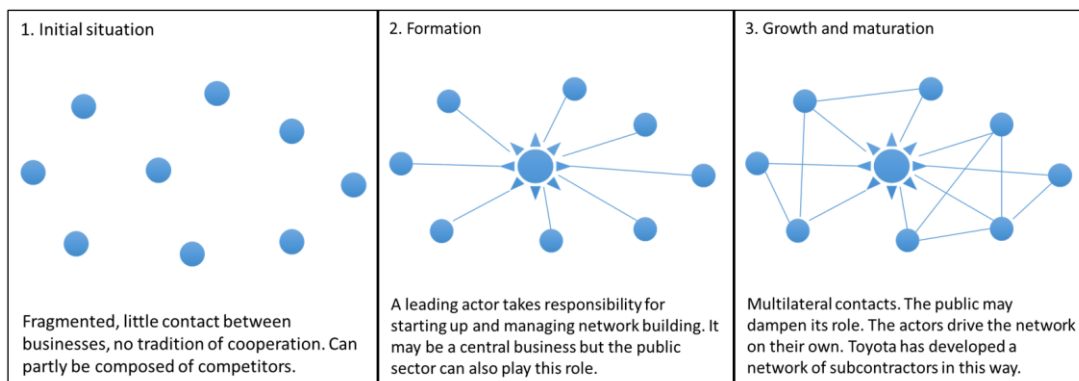 1. Initial situation
Fragmented, little contact between
businesses, no tradition of cooperation. Can
partly be composed of competitors.
2. Formation
A leading actor takes responsibility for
starting up and managing network building. It
may be a central business but the public
sector can also play this role.
3. Growth and maturation
Multilateral contacts. The public may
dampen its role. The actors drive the network
on their own. Toyota has developed a
network of subcontractors in this way.